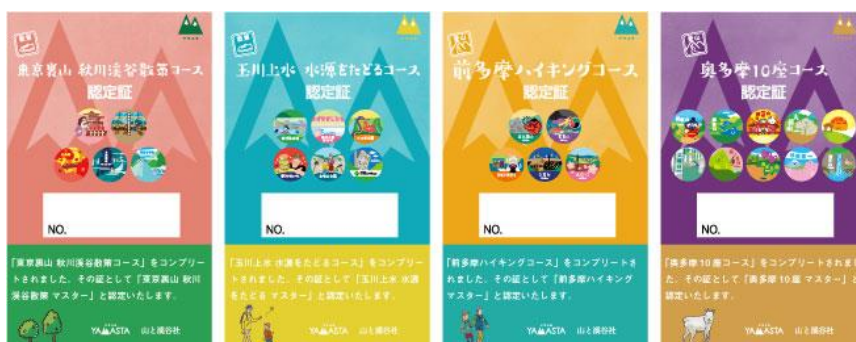 東京裏山 秋川渓谷散策コース
認定証
NO.
「東京裏山 秋川渓谷散策コース」をコンプリー
トされました。その証として「東京裏山 秋川
渓谷散策 マスター」と認定いたします。
YAMASTA 山と溪谷社
玉川上水 水源をたどるコース
認定証
NO.
「玉川上水 水源をたどるコース」をコンプリー
トされました。その証として「玉川上水 水源
をたどる マスター」と認定いたします。
YAMASTA 山と溪谷社
前多摩ハイキングコース
認定証
NO.
「前多摩ハイキングコース」をコンプリートさ
れました。その証として「前多摩ハイキング
マスター」と認定いたします。
YAMASTA 山と溪谷社
奥多摩10座コース
認定証
NO.
「奥多摩10座コース」をコンプリートされまし
た。その証として「奥多摩10座 マスター」と
認定いたします。
YAMASTA 山と溪谷社